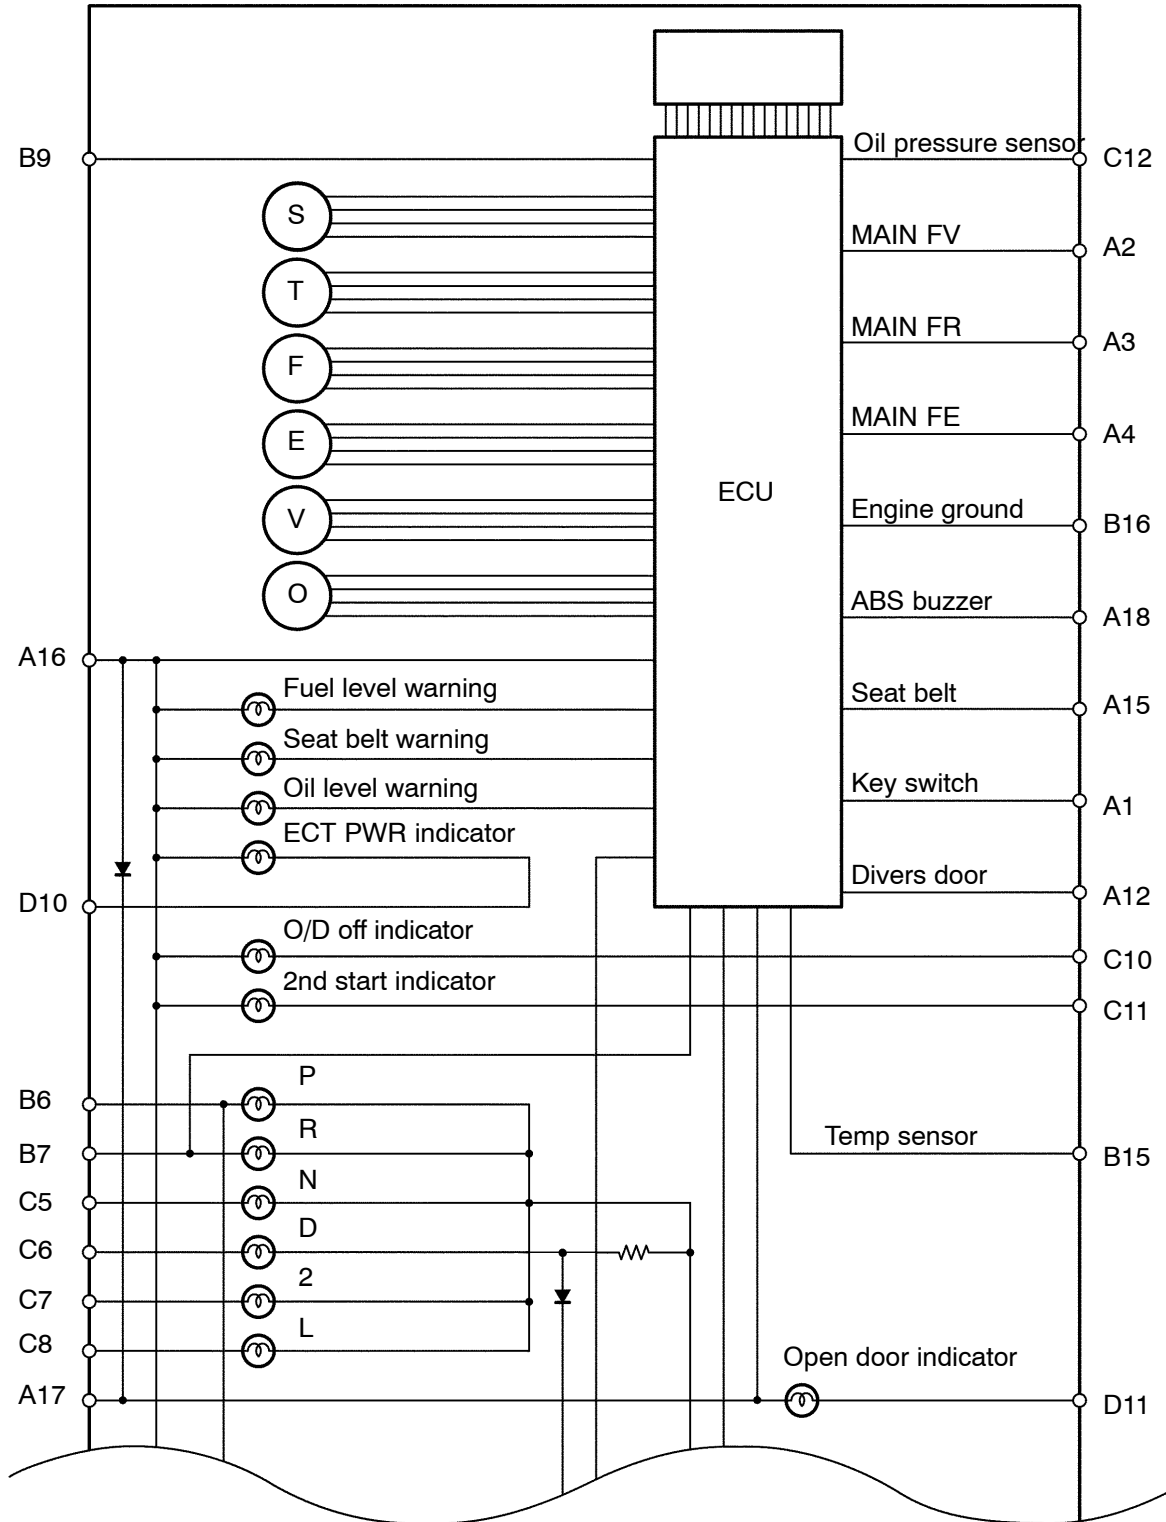 B9
Oil pressure sensor
C12
S
MAIN FV
A2
T
MAIN FR
A3
F
MAIN FE
A4
E
ECU
Engine ground
B16
V
ABS buzzer
A18
O
A16
Fuel level warning
Seat belt
A15
Seat belt warning
Oil level warning
Key switch
A1
ECT PWR indicator
Divers door
A12
D10
O/D off indicator
C10
2nd start indicator
C11
P
B6
R
Temp sensor
B7
B15
N
C5
D
C6
2
C7
L
C8
Open door indicator
A17
D11